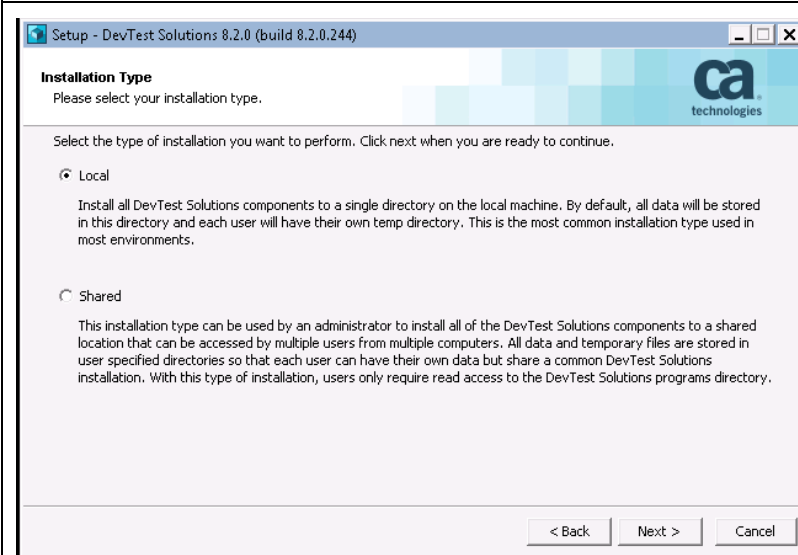 Setup - DevTest Solutions 8.2.0 (build 8.2.0.244)
Installation Type
Please select your installation type.
ca
technologies
Select the type of installation you want to perform. Click next when you are ready to continue.
Local
Install all DevTest Solutions components to a single directory on the local machine. By default, all data will be stored
in this directory and each user will have their own temp directory. This is the most common installation type used in
most environments.
Shared
This installation type can be used by an administrator to install all of the DevTest Solutions components to a shared
location that can be accessed by multiple users from multiple computers. All data and temporary files are stored in
user specified directories so that each user can have their own data but share a common DevTest Solutions
installation. With this type of installation, users only require read access to the DevTest Solutions programs directory.
< Back Next > Cancel